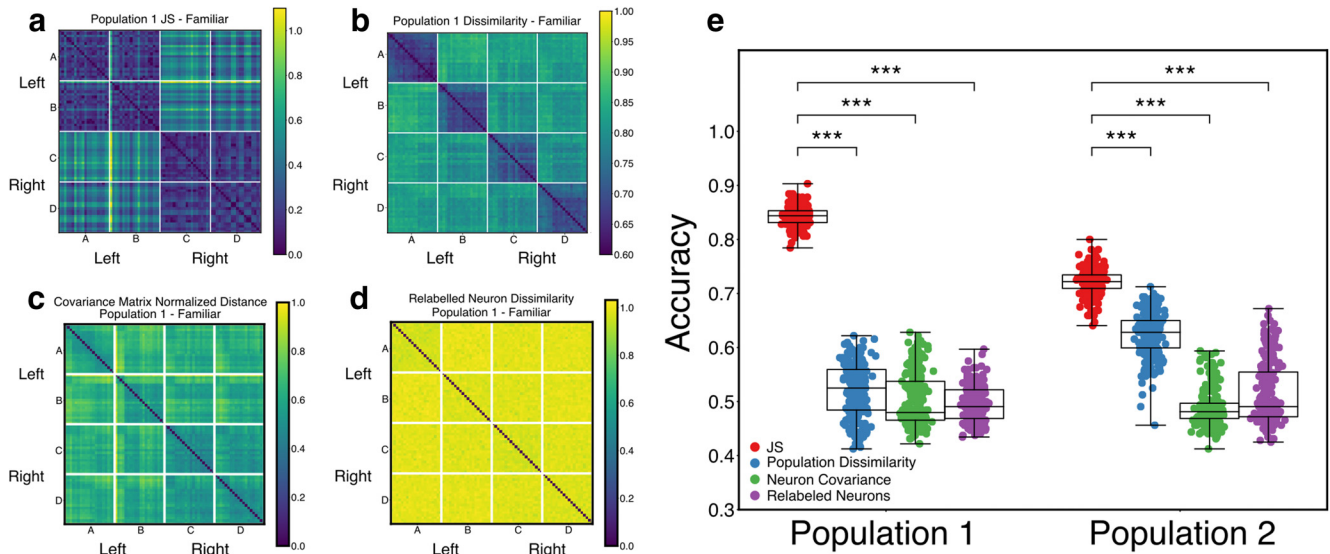 a
Population 1 JS - Familiar
A
Left
B
C
Right
D
A B C D
Left Right
1.0
0.8
0.6
0.4
0.2
0.0
b
Population 1 Dissimilarity - Familiar
A
Left
B
C
Right
D
A B C D
Left Right
1.00
0.95
0.90
0.85
0.80
0.75
0.70
0.65
0.60
c
Covariance Matrix Normalized Distance
Population 1 - Familiar
A
Left
B
C
Right
D
A B C D
Left Right
1.0
0.8
0.6
0.4
0.2
0.0
d
Relabelled Neuron Dissimilarity
Population 1 - Familiar
A
Left
B
C
Right
D
A B C D
Left Right
1.0
0.8
0.6
0.4
0.2
0.0
e
*** ***
*** ***
*** ***
Accuracy
1.0
0.9
0.8
0.7
0.6
0.5
0.4
0.3
JS
Population Dissimilarity
Neuron Covariance
Relabeled Neurons
Population 1 Population 2